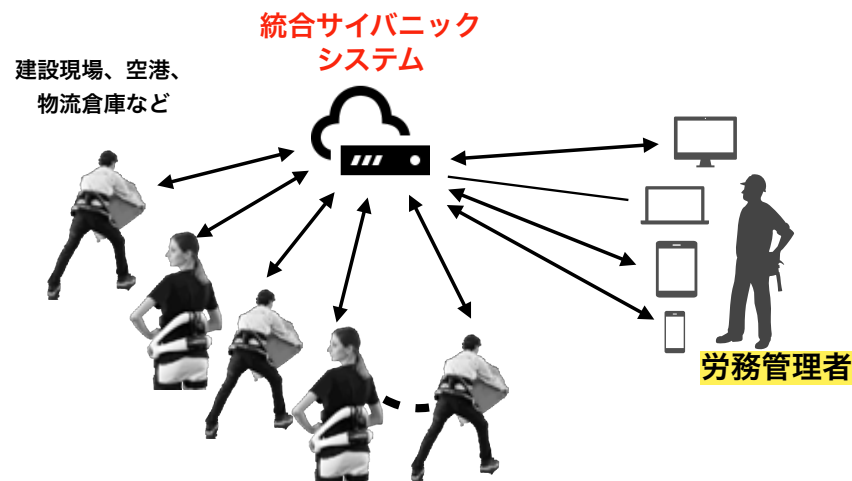 統合サイバニック
システム
建設現場、空港、
物流倉庫など
労務管理者